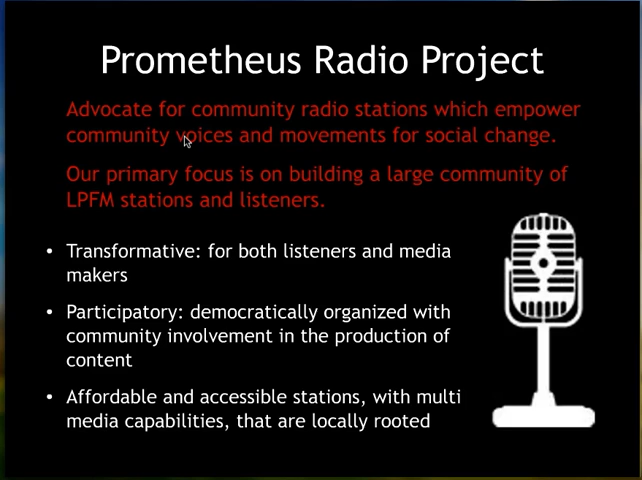 Prometheus Radio Project
Advocate for community radio stations which empower
community voices and movements for social change.
Our primary focus is on building a large community of
LPFM stations and listeners.
• Transformative: for both listeners and media
makers
• Participatory: democratically organized with
community involvement in the production of
content
• Affordable and accessible stations, with multi
media capabilities, that are locally rooted